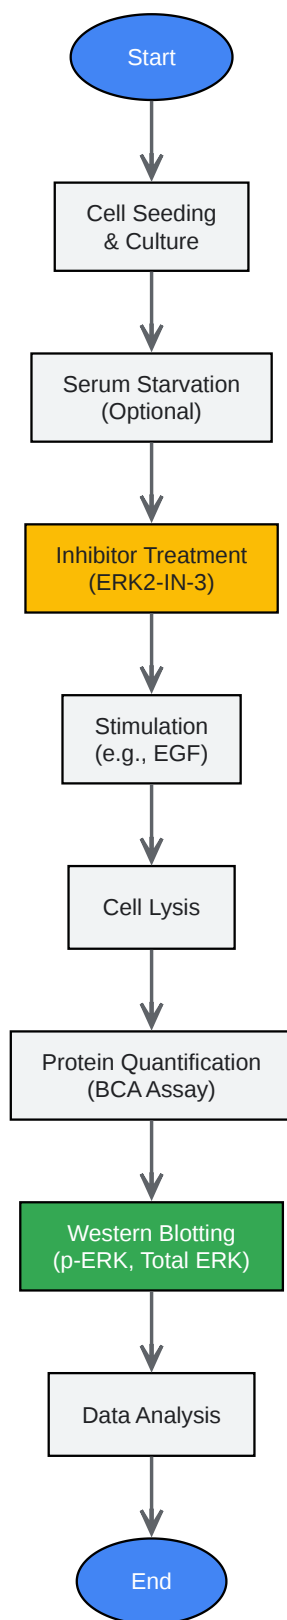 Start
Cell Seeding
& Culture
Serum Starvation
(Optional)
Inhibitor Treatment
(ERK2-IN-3)
Stimulation
(e.g., EGF)
Cell Lysis
Protein Quantification
(BCA Assay)
Western Blotting
(p-ERK, Total ERK)
Data Analysis
End